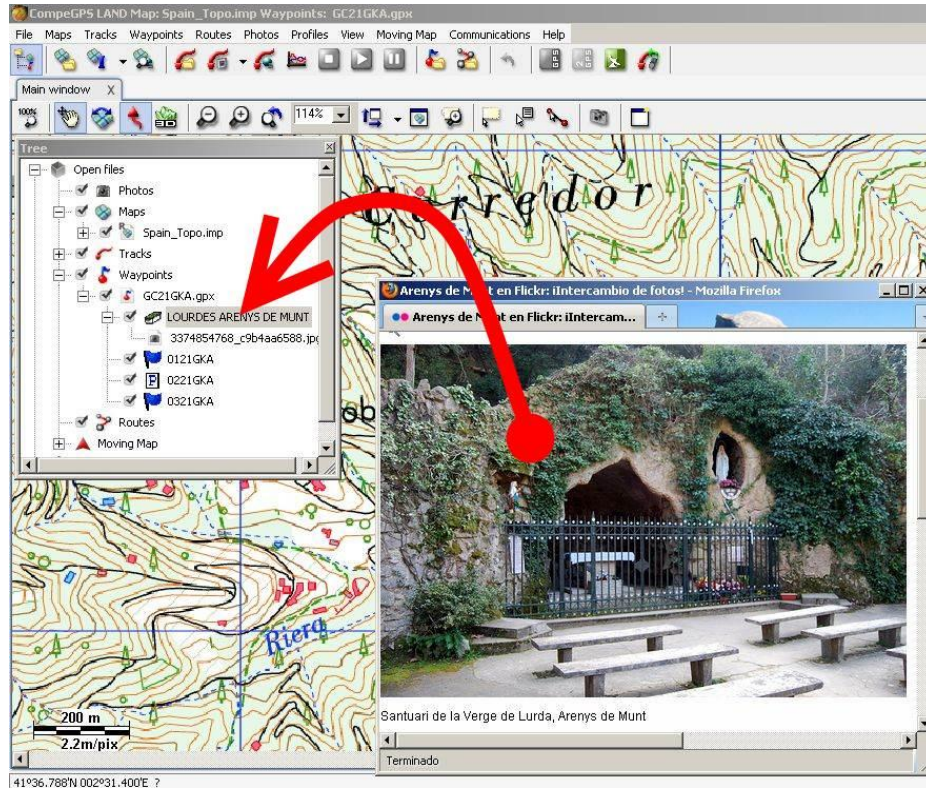 CompeGPS LAND Map: Spain_Topo.imp Waypoints: GC21GKA.gpx
File Maps Tracks Waypoints Routes Photos Profiles View Moving Map Communications Help
Main window X
100%
114%
Tree
Open files
Photos
Maps
Spain_Topo.imp
Tracks
Waypoints
GC21GKA.gpx
LOURDES ARENYS DE MUNT
3374854768_c9b4aa6588.jpg
0121GKA
P 0221GKA
0321GKA
Routes
Moving Map
Corredor
Arenys de Munt en Flickr: ¡Intercambio de fotos! - Mozilla Firefox
Arenys de Munt en Flickr: ¡Intercam...
Santuari de la Verge de Lurda, Arenys de Munt
Terminado
Riera
200 m
2.2m/pix
41º36.788'N 002º31.400'E ?